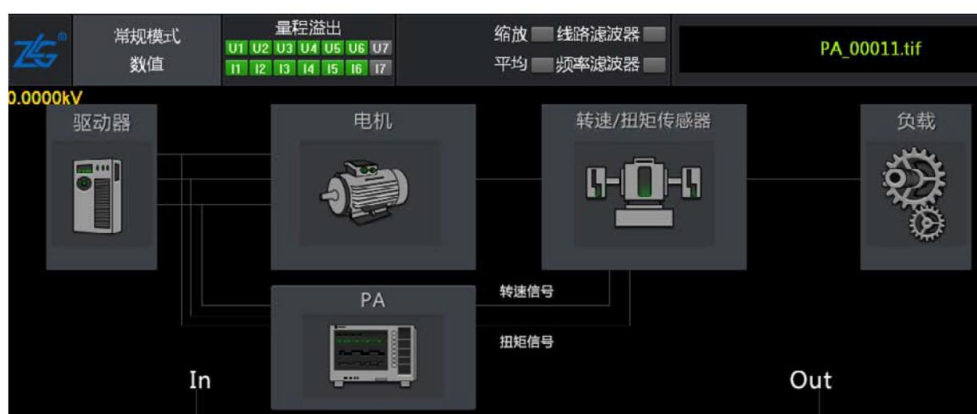 ZLG®
常规模式
数值
量程溢出
U1 U2 U3 U4 U5 U6 U7
I1 I2 I3 I4 I5 I6 I7
缩放 线路滤波器
平均 频率滤波器
PA_00011.tif
0.0000kV
驱动器
电机
转速/扭矩传感器
负载
PA
转速信号
扭矩信号
In
Out